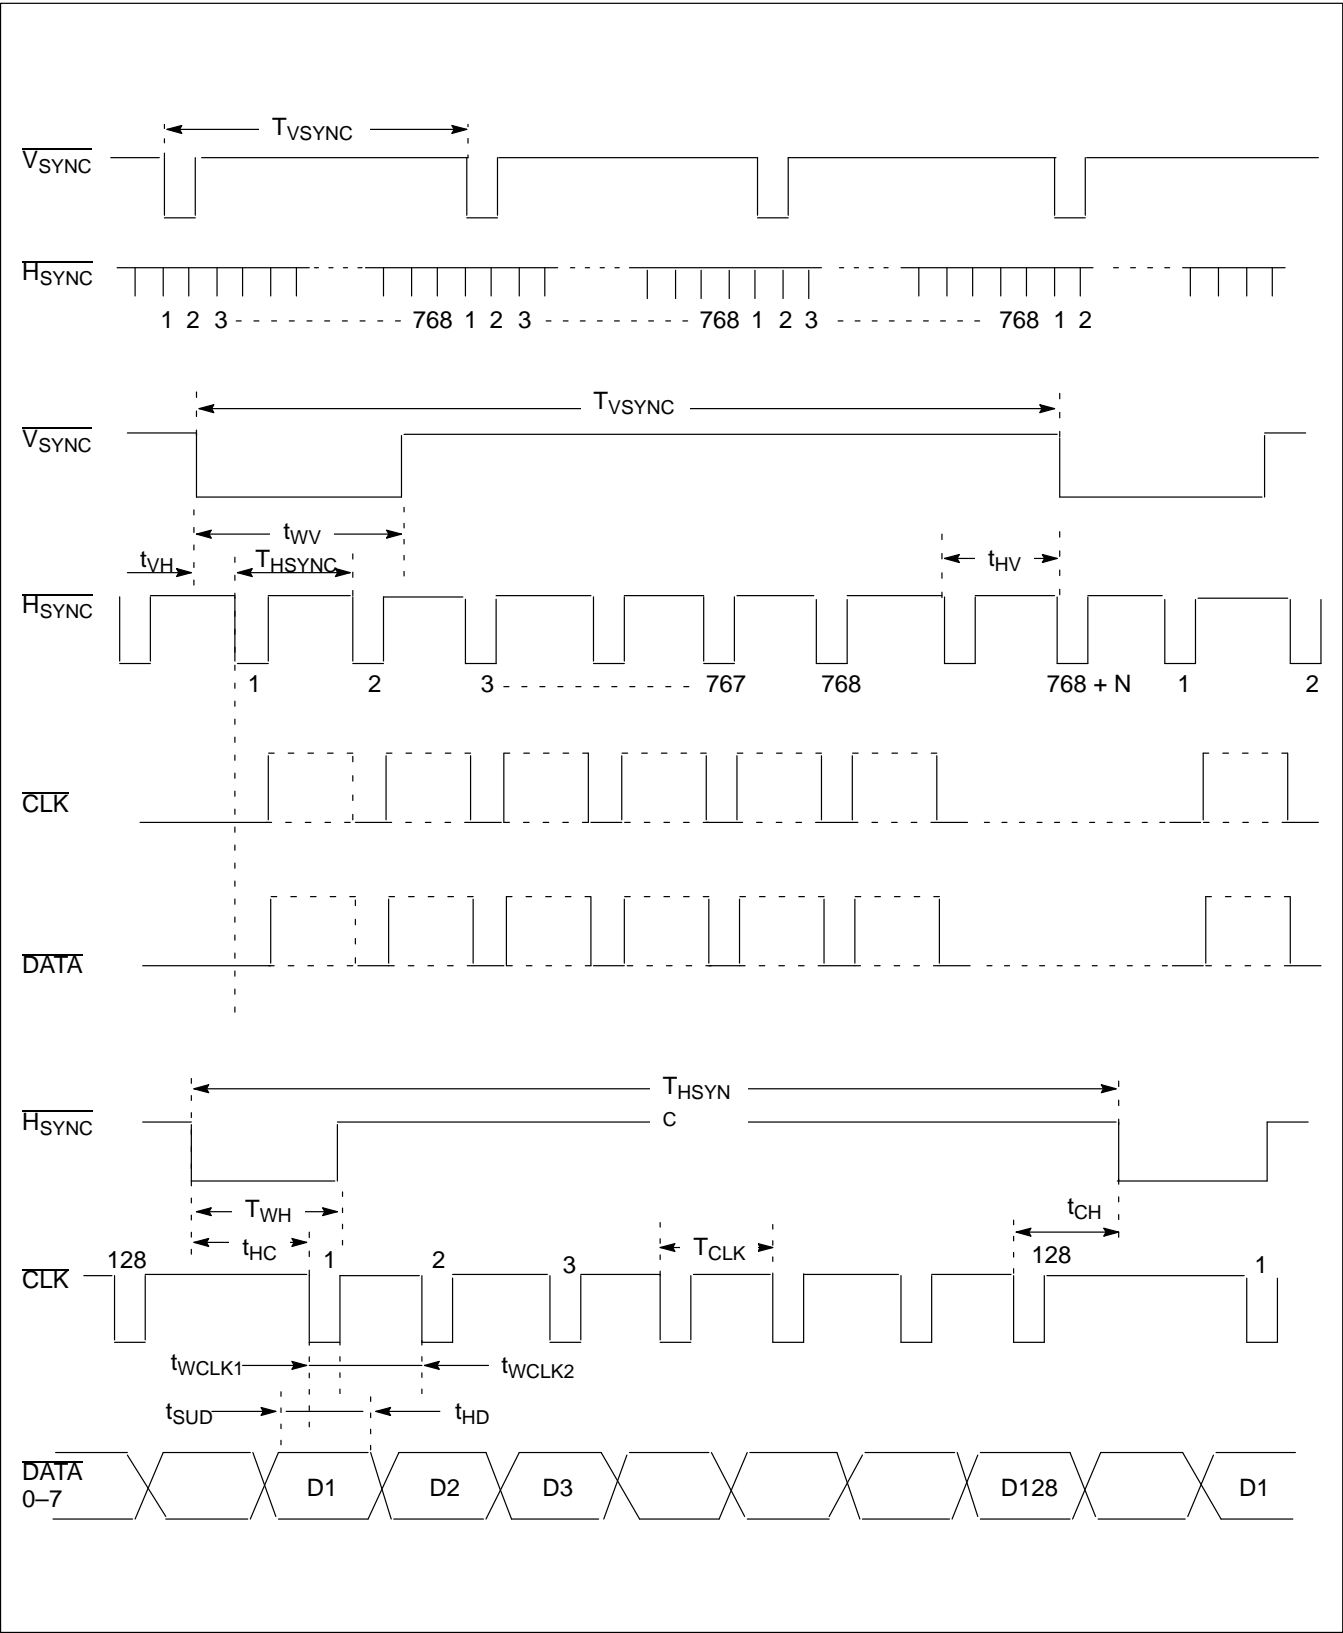 TVSYNC
VSYNC
HSYNC
1 2 3 - - - - - - - - - - - - - 768 1 2 3 - - - - - - - - - - - - - 768 1 2 3 - - - - - - - - - - - - 768 1 2
TVSYNC
VSYNC
tWV
tVH THSYNC tHV
HSYNC
1 2 3 - - - - - - - - - - - - - - - 767 768 768 + N 1 2
CLK
DATA
THSYN
C
HSYNC
TWH tCH
tHC TCLK
128 1 2 3 128 1
CLK
tWCLK1 tWCLK2
tSUD tHD
DATA
0–7
D1 D2 D3 D128 D1